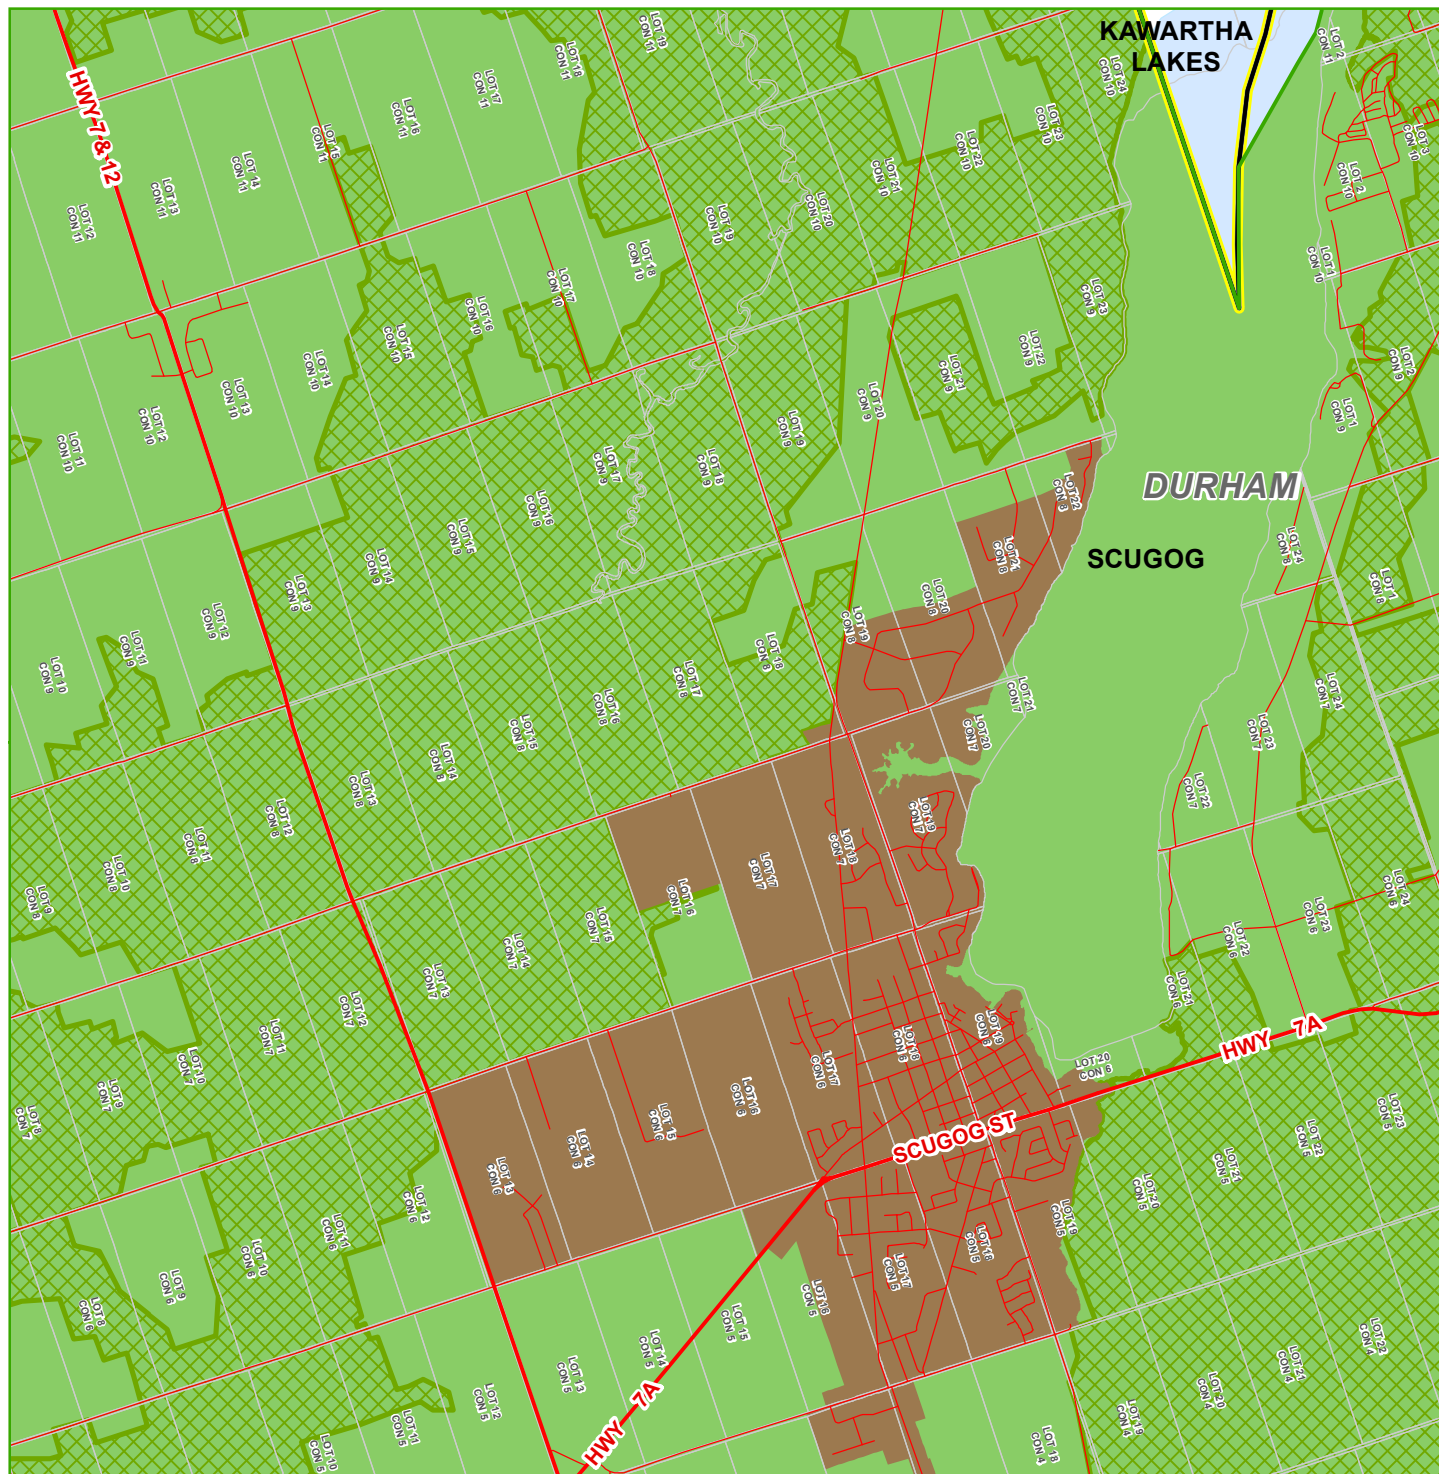 KAWARTHA
LAKES
HWY 7 & 12
DURHAM
SCUGOG
HWY 7A
SCUGOG ST
HWY 7A
LOT 19
CON 11
LOT 18
CON 11
LOT 17
CON 11
LOT 16
CON 11
LOT 15
CON 11
LOT 14
CON 11
LOT 13
CON 11
LOT 12
CON 11
LOT 2
CON 11
LOT 24
CON 10
LOT 23
CON 10
LOT 22
CON 10
LOT 21
CON 10
LOT 20
CON 10
LOT 19
CON 10
LOT 18
CON 10
LOT 17
CON 10
LOT 16
CON 10
LOT 15
CON 10
LOT 14
CON 10
LOT 13
CON 10
LOT 12
CON 10
LOT 11
CON 10
LOT 3
CON 10
LOT 2
CON 10
LOT 1
CON 10
LOT 23
CON 9
LOT 22
CON 9
LOT 21
CON 9
LOT 20
CON 9
LOT 19
CON 9
LOT 18
CON 9
LOT 17
CON 9
LOT 16
CON 9
LOT 15
CON 9
LOT 14
CON 9
LOT 13
CON 9
LOT 12
CON 9
LOT 11
CON 9
LOT 10
CON 9
LOT 2
CON 9
LOT 1
CON 9
LOT 22
CON 8
LOT 21
CON 8
LOT 20
CON 8
LOT 19
CON 8
LOT 18
CON 8
LOT 17
CON 8
LOT 16
CON 8
LOT 15
CON 8
LOT 14
CON 8
LOT 13
CON 8
LOT 12
CON 8
LOT 11
CON 8
LOT 10
CON 8
LOT 9
CON 8
LOT 24
CON 8
LOT 1
CON 8
LOT 24
CON 7
LOT 23
CON 7
LOT 22
CON 7
LOT 21
CON 7
LOT 20
CON 7
LOT 19
CON 7
LOT 18
CON 7
LOT 17
CON 7
LOT 16
CON 7
LOT 15
CON 7
LOT 14
CON 7
LOT 13
CON 7
LOT 12
CON 7
LOT 11
CON 7
LOT 10
CON 7
LOT 9
CON 7
LOT 8
CON 7
LOT 24
CON 6
LOT 23
CON 6
LOT 22
CON 6
LOT 21
CON 6
LOT 20
CON 6
LOT 19
CON 6
LOT 18
CON 6
LOT 17
CON 6
LOT 16
CON 6
LOT 15
CON 6
LOT 14
CON 6
LOT 13
CON 6
LOT 12
CON 6
LOT 11
CON 6
LOT 10
CON 6
LOT 9
CON 6
LOT 8
CON 6
LOT 23
CON 5
LOT 22
CON 5
LOT 21
CON 5
LOT 20
CON 5
LOT 19
CON 5
LOT 18
CON 5
LOT 17
CON 5
LOT 16
CON 5
LOT 15
CON 5
LOT 14
CON 5
LOT 13
CON 5
LOT 12
CON 5
LOT 11
CON 5
LOT 10
CON 5
LOT 22
CON 4
LOT 21
CON 4
LOT 20
CON 4
LOT 19
CON 4
LOT 18
CON 4